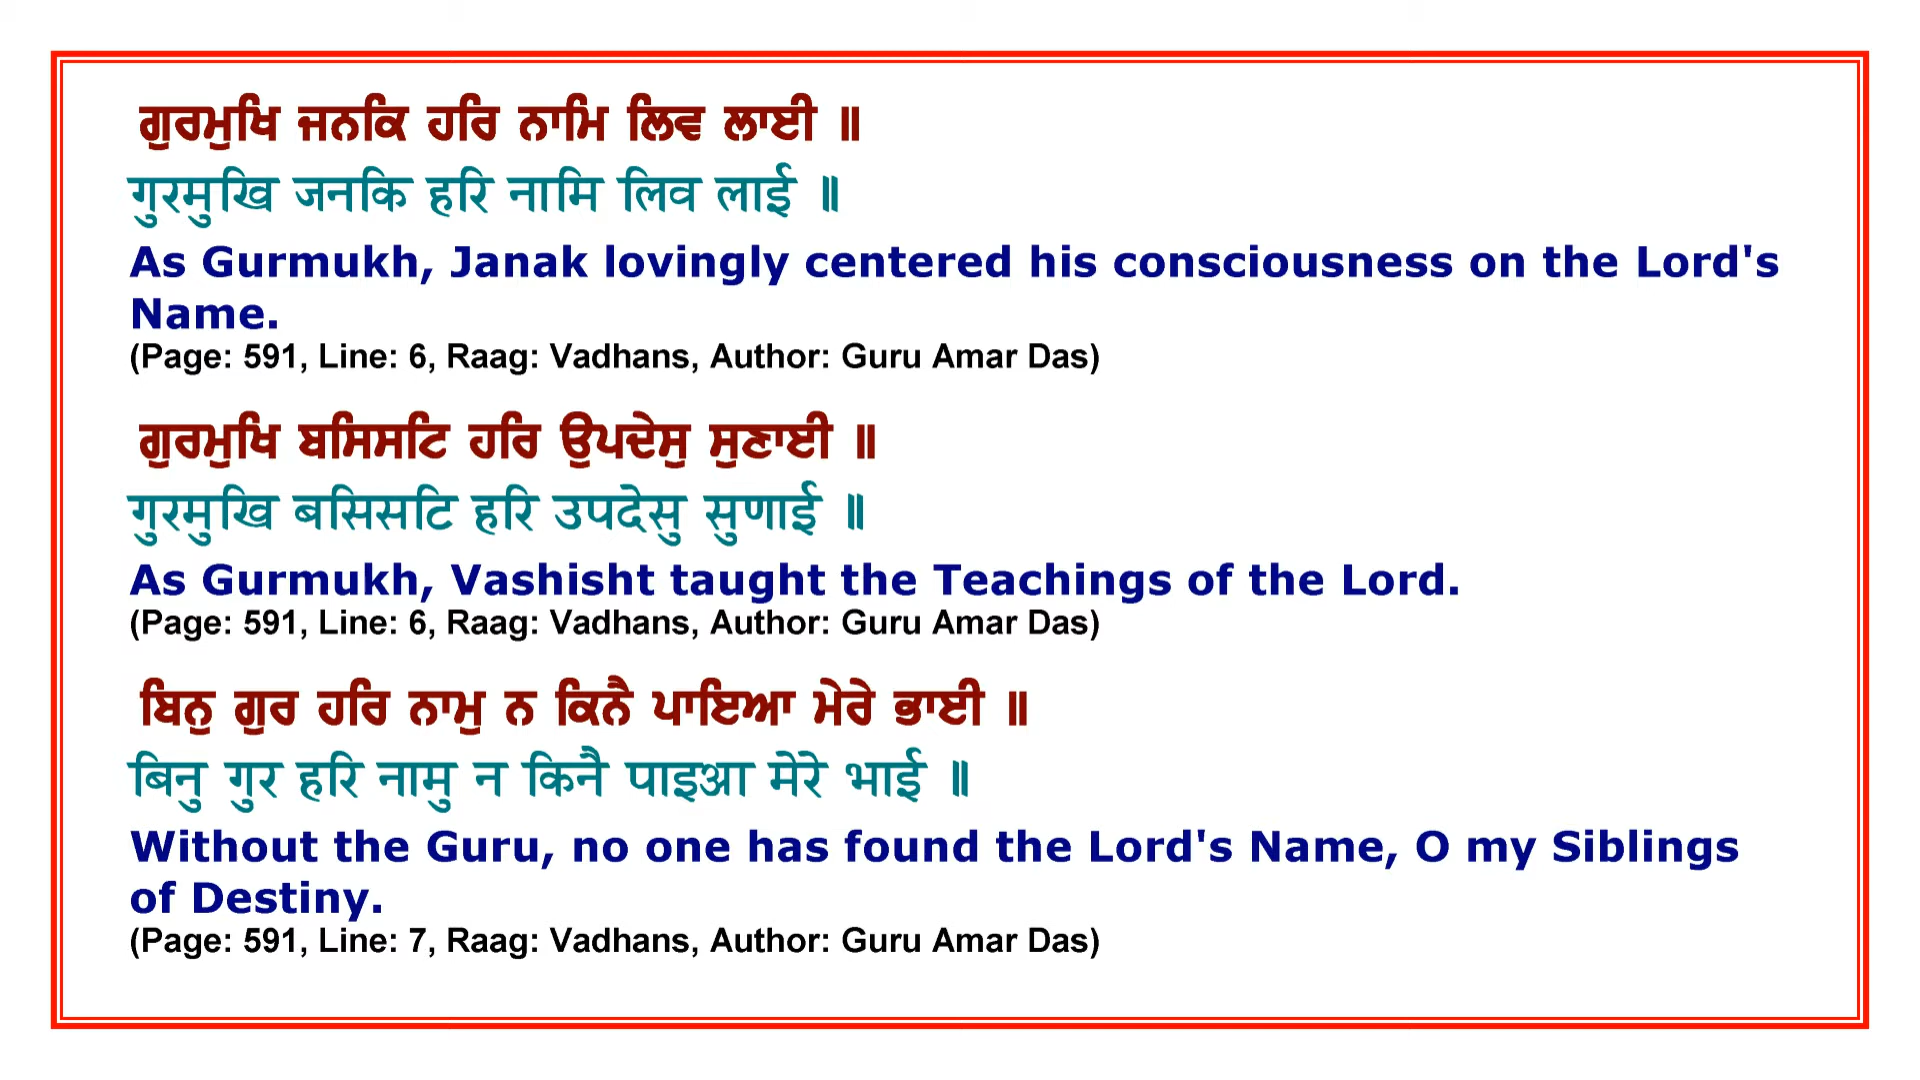 ਗੁਰਮੁਖਿ ਜਨਕਿ ਹਰਿ ਨਾਮਿ ਲਿਵ ਲਾਈ ॥
गुरमुखि जनकि हरि नामि लिव लाई ॥
As Gurmukh, Janak lovingly centered his consciousness on the Lord's
Name.
(Page: 591, Line: 6, Raag: Vadhans, Author: Guru Amar Das)
ਗੁਰਮੁਖਿ ਬਸਿਸਟਿ ਹਰਿ ਉਪਦੇਸੁ ਸੁਣਾਈ ॥
गुरमुखि बसिसटि हरि उपदेसु सुणाई ॥
As Gurmukh, Vashisht taught the Teachings of the Lord.
(Page: 591, Line: 6, Raag: Vadhans, Author: Guru Amar Das)
ਬਿਨੁ ਗੁਰ ਹਰਿ ਨਾਮੁ ਨ ਕਿਨੈ ਪਾਇਆ ਮੇਰੇ ਭਾਈ ॥
बिनु गुर हरि नामु न किनै पाइआ मेरे भाई ॥
Without the Guru, no one has found the Lord's Name, O my Siblings
of Destiny.
(Page: 591, Line: 7, Raag: Vadhans, Author: Guru Amar Das)